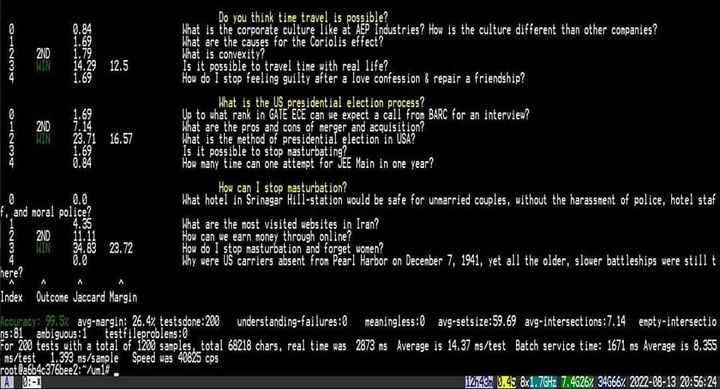 Do you think time travel is possible?
0 0.84 What is the corporate culture like at AEP Industries? How is the culture different than other companies?
1 1.69 What are the causes for the Coriolis effect?
2 2ND 1.79 What is convexity?
3 WIN 14.29 12.5 Is it possible to travel time with real life?
4 1.69 How do I stop feeling guilty after a love confession & repair a friendship?
What is the US presidential election process?
0 1.69 Up to what rank in GATE ECE can we expect a call from BARC for an interview?
1 2ND 7.14 What are the pros and cons of merger and acquisition?
2 WIN 23.71 16.57 What is the method of presidential election in USA?
3 1.69 Is it possible to stop masturbating?
4 0.84 How many time can one attempt for JEE Main in one year?
How can I stop masturbation?
0 0.0 What hotel in Srinagar Hill-station would be safe for unmarried couples, without the harassment of police, hotel staf
f, and moral police?
1 4.35 What are the most visited websites in Iran?
2 2ND 11.11 How can we earn money through online?
3 WIN 34.83 23.72 How do I stop masturbation and forget women?
4 0.0 Why were US carriers absent from Pearl Harbor on December 7, 1941, yet all the older, slower battleships were still t
here?
^ ^ ^ ^
Index Outcome Jaccard Margin
Accuracy: 99.5% avg-margin: 26.4% testsdone:200 understanding-failures:0 meaningless:0 avg-setsize:59.69 avg-intersections:7.14 empty-intersectio
ns:81 ambiguous:1 testfileproblems:0
For 200 tests with a total of 1200 samples, total 68218 chars, real time was 2873 ms Average is 14.37 ms/test Batch service time: 1671 ms Average is 8.355
ms/test 1.393 ms/sample Speed was 40825 cps
root@a6b4c376bee2:~/um1#
A 12h43m 0.45 8x1.7GHz 7.4G26% 34G66% 2022-08-13 20:56:24